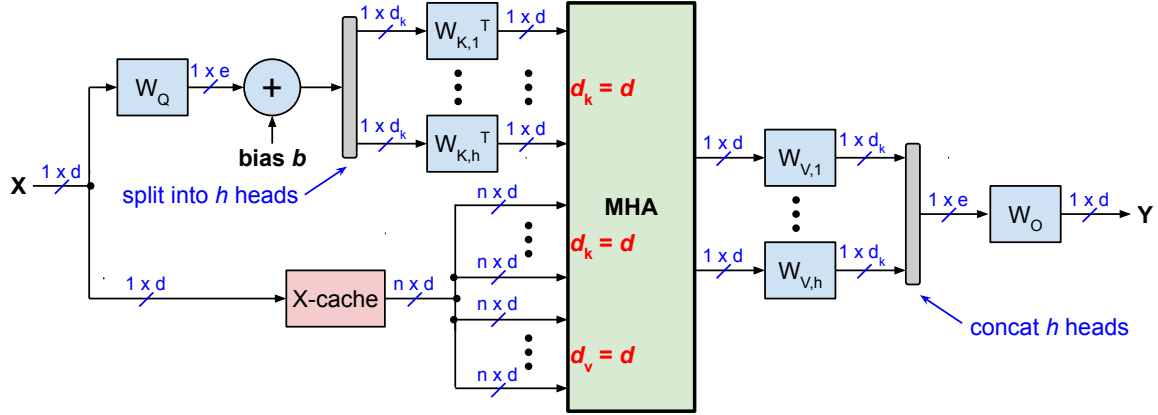 1 x d_k
W_K,1^T
1 x d
1 x e
W_Q
+
d_k = d
1 x d_k
W_K,h^T
1 x d
bias b
1 x d
X
split into h heads
1 x d
W_V,1
1 x d_k
n x d
MHA
1 x e
W_O
1 x d
Y
d_k = d
1 x d
W_V,h
1 x d_k
1 x d
X-cache
n x d
n x d
n x d
concat h heads
d_v = d
n x d